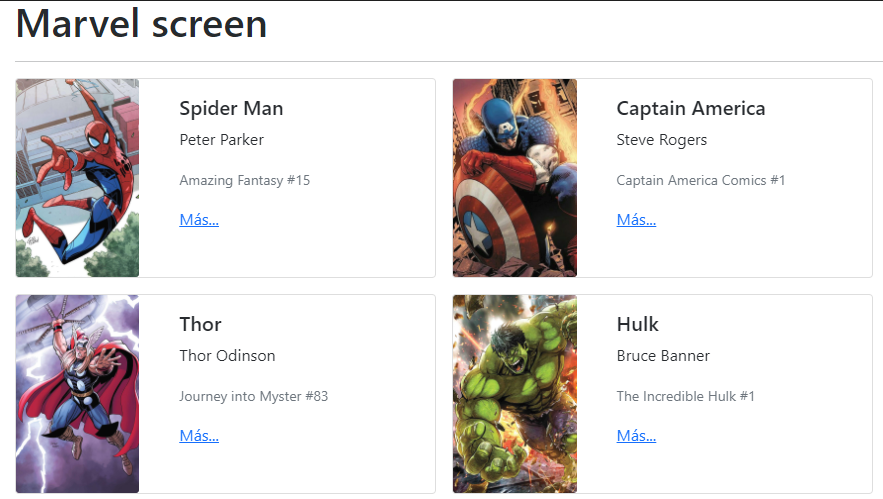 Marvel screen
Spider Man
Peter Parker
Amazing Fantasy #15
Más...
Captain America
Steve Rogers
Captain America Comics #1
Más...
Thor
Thor Odinson
Journey into Myster #83
Más...
Hulk
Bruce Banner
The Incredible Hulk #1
Más...